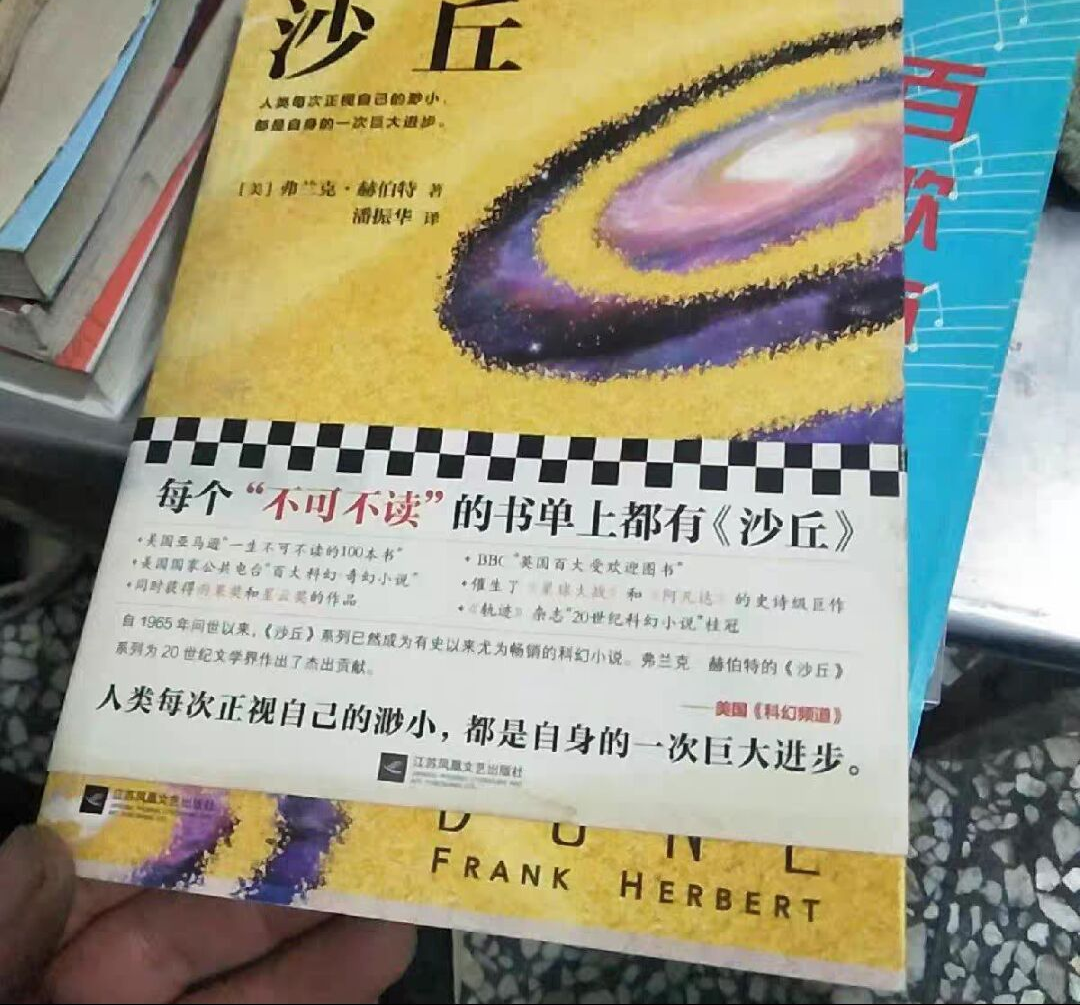 沙丘
人类每次正视自己的渺小，
都是自身的一次巨大进步。
[美] 弗兰克·赫伯特 著
潘振华 译
百
歌
每个“不可不读”的书单上都有《沙丘》
·美国亚马逊“一生不可不读的100本书”
·美国国家公共电台“百大科幻·奇幻小说”
·同时获得雨果奖和星云奖的作品
·BBC“英国百大受欢迎图书”
·催生了《星球大战》和《阿凡达》的史诗级巨作
·《轨迹》杂志“20世纪科幻小说”桂冠
自1965年问世以来，《沙丘》系列已然成为有史以来尤为畅销的科幻小说。弗兰克 赫伯特的《沙丘》
系列为20世纪文学界作出了杰出贡献。
——美国《科幻频道》
人类每次正视自己的渺小，都是自身的一次巨大进步。
江苏凤凰文艺出版社
江苏凤凰文艺出版社
DUNE
FRANK HERBERT